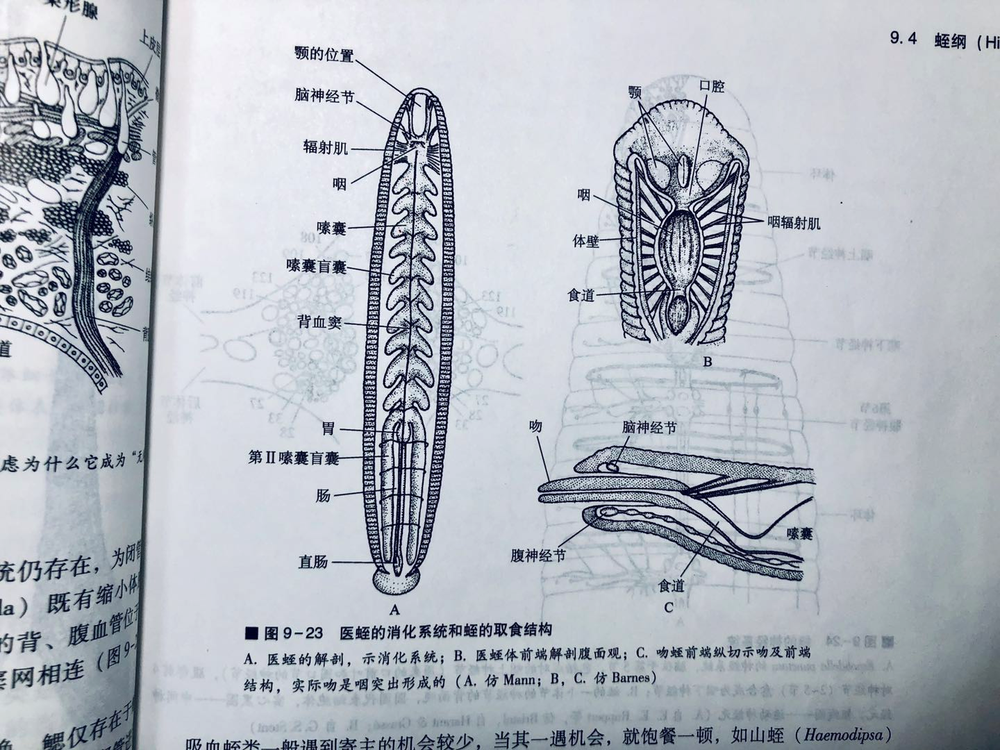 9.4 蛭纲 (Hi
形腺
上皮
道
虑为什么它成为“无
统仍存在，为闭管
la）既有缩小体
的背、腹血管位于
网相连（图9-
鳃仅存在于
颚的位置
脑神经节
辐射肌
咽
嗉囊
嗉囊盲囊
背血窦
胃
第Ⅱ嗉囊盲囊
肠
直肠
A
颚
口腔
咽
咽辐射肌
体壁
食道
B
吻
脑神经节
嗉囊
腹神经节
食道
C
■ 图 9-23 医蛭的消化系统和蛭的取食结构
A. 医蛭的解剖，示消化系统；B. 医蛭体前端解剖腹面观；C. 吻蛭前端纵切示吻及前端
结构，实际吻是咽突出形成的（A. 仿 Mann；B，C. 仿 Barnes）
吸血蛭类一般遇到寄主的机会较少，当其一遇机会，就饱餐一顿，如山蛭（Haemodipsa）